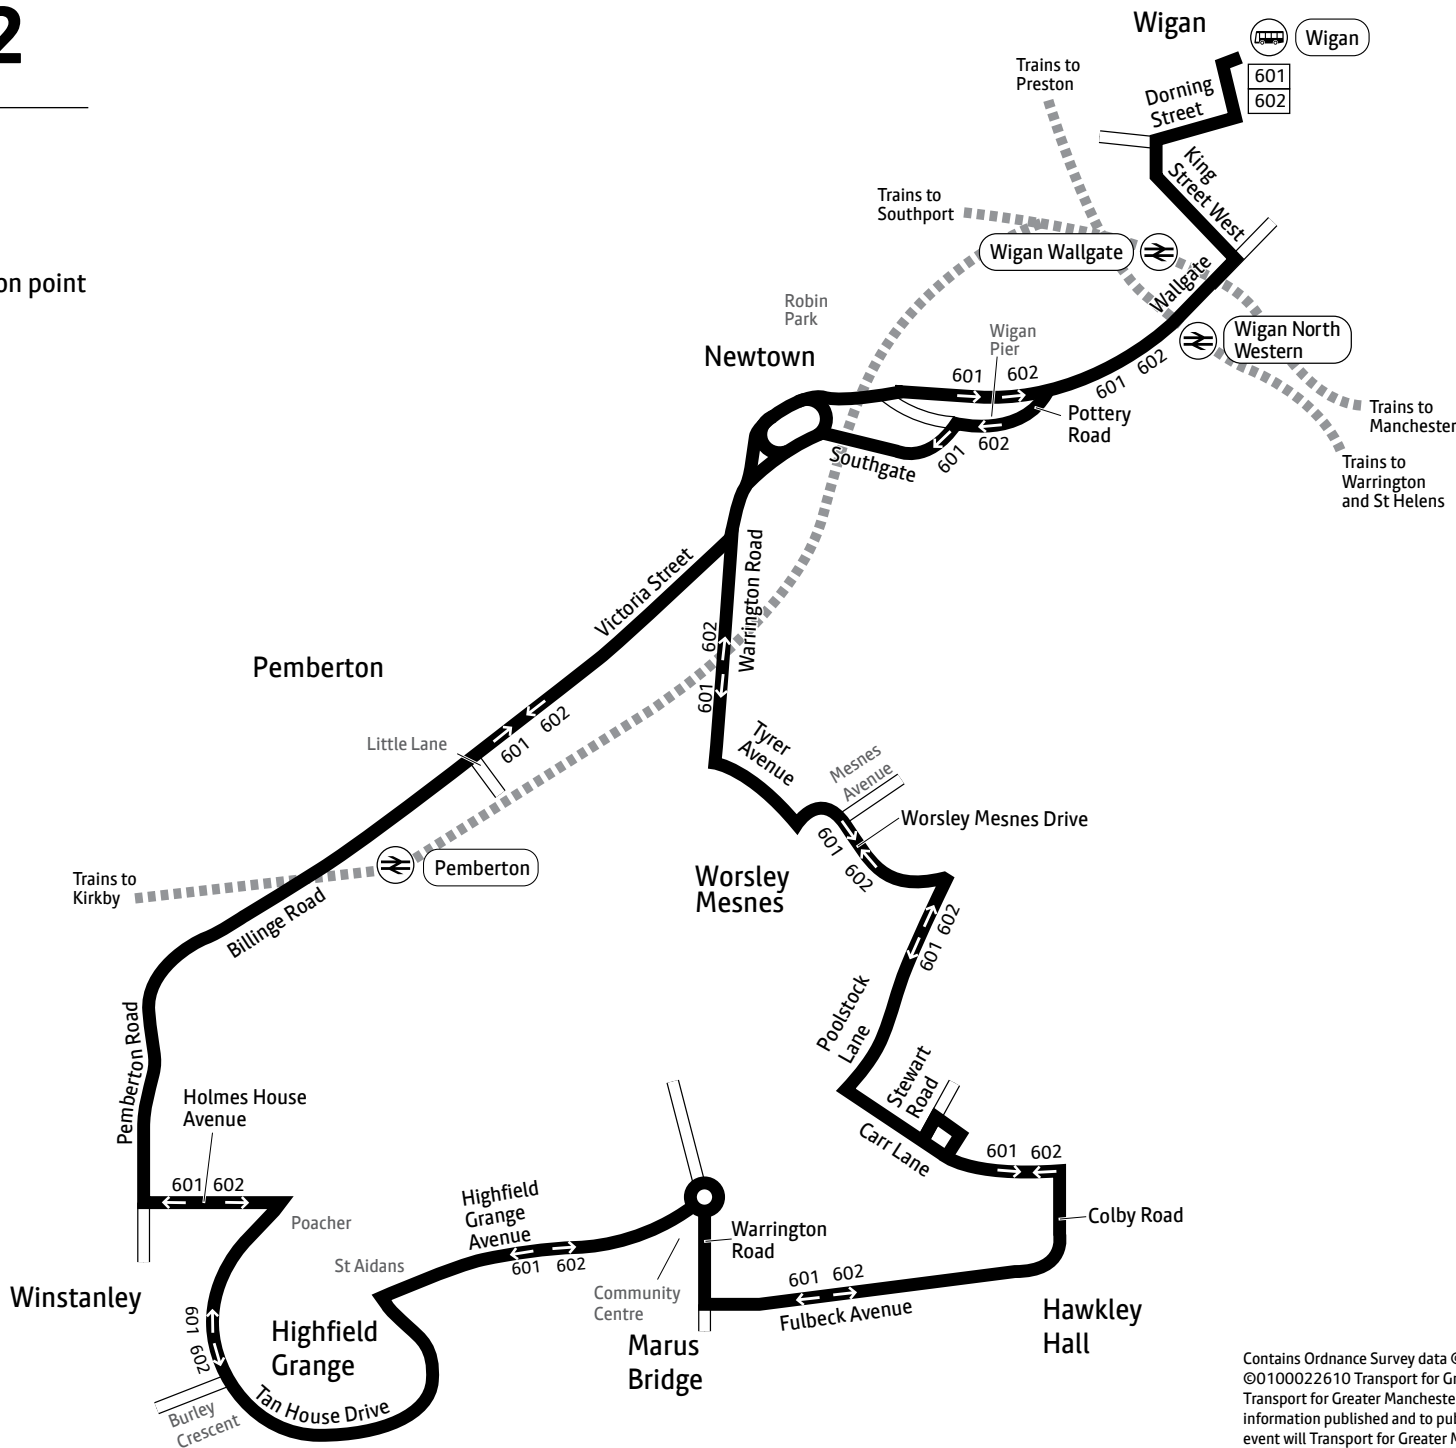 2
on point
Wigan
Wigan
601
602
Dorning
Street
King
Street West
Trains to
Preston
Trains to
Southport
Wigan Wallgate
Wallgate
Wigan North
Western
Robin
Park
Newtown
Wigan
Pier
601 602
601 602
Pottery
Road
602
601
Southgate
Trains to
Manchester
Trains to
Warrington
and St Helens
Victoria Street
Warrington Road
602
601
Pemberton
Little Lane
601 602
Tyrer
Avenue
Mesnes
Avenue
Worsley Mesnes Drive
601
602
Worsley
Mesnes
Pemberton
Trains to
Kirkby
Billinge Road
602
601
Poolstock
Lane
Pemberton Road
Stewart
Road
Holmes House
Avenue
Carr Lane
601 602
601 602
Poacher
Highfield
Grange
Avenue
601 602
Warrington
Road
Colby Road
St Aidans
Community
Centre
601 602
Fulbeck Avenue
Winstanley
601
602
Highfield
Grange
Marus
Bridge
Hawkley
Hall
Tan House Drive
Burley
Crescent
Contains Ordnance Survey data ©
©0100022610 Transport for Gr
Transport for Greater Mancheste
information published and to pu
event will Transport for Greater M